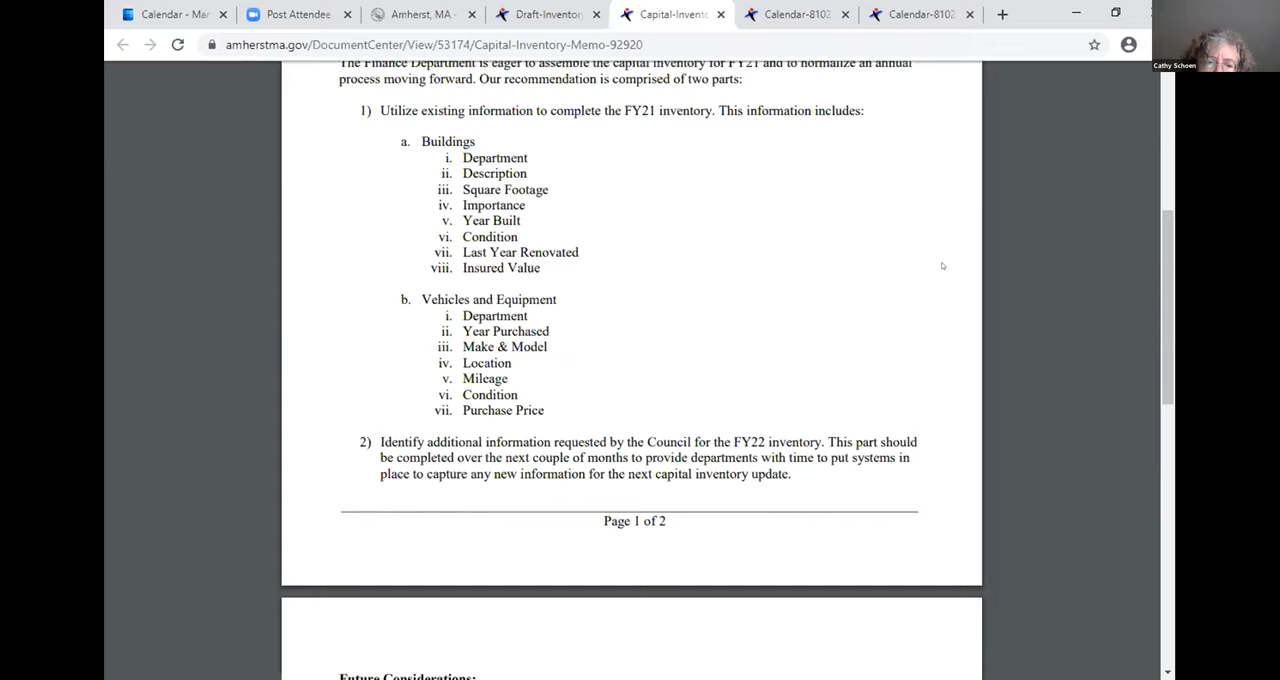 Calendar - Mar
Post Attendee
Amherst, MA -
Draft-Inventory
Capital-Invento
Calendar-8102
Calendar-8102
amherstma.gov/DocumentCenter/View/53174/Capital-Inventory-Memo-92920
Cathy Schoen
The Finance Department is eager to assemble the capital inventory for FY21 and to normalize an annual
process moving forward. Our recommendation is comprised of two parts:
1) Utilize existing information to complete the FY21 inventory. This information includes:
a. Buildings
i. Department
ii. Description
iii. Square Footage
iv. Importance
v. Year Built
vi. Condition
vii. Last Year Renovated
viii. Insured Value
b. Vehicles and Equipment
i. Department
ii. Year Purchased
iii. Make & Model
iv. Location
v. Mileage
vi. Condition
vii. Purchase Price
2) Identify additional information requested by the Council for the FY22 inventory. This part should
be completed over the next couple of months to provide departments with time to put systems in
place to capture any new information for the next capital inventory update.
Page 1 of 2
Future Considerations: